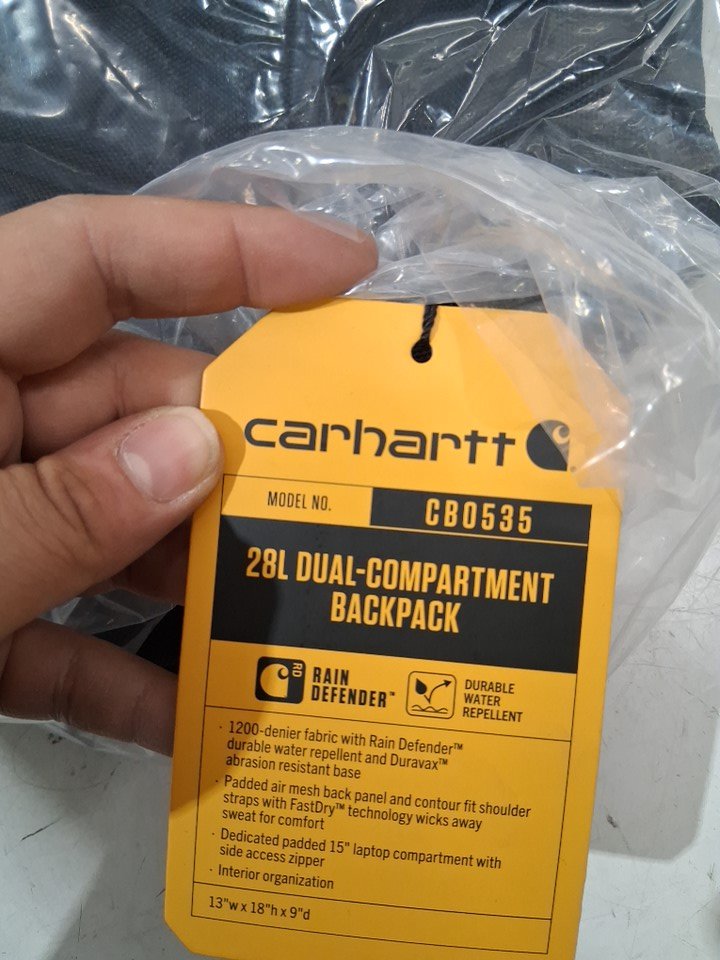 carhartt
MODEL NO. CB0535
28L DUAL-COMPARTMENT
BACKPACK
RD RAIN
DEFENDER™
DURABLE
WATER
REPELLENT
· 1200-denier fabric with Rain Defender™
durable water repellent and Duravax™
abrasion resistant base
· Padded air mesh back panel and contour fit shoulder
straps with FastDry™ technology wicks away
sweat for comfort
· Dedicated padded 15" laptop compartment with
side access zipper
· Interior organization
13"w x 18"h x 9"d